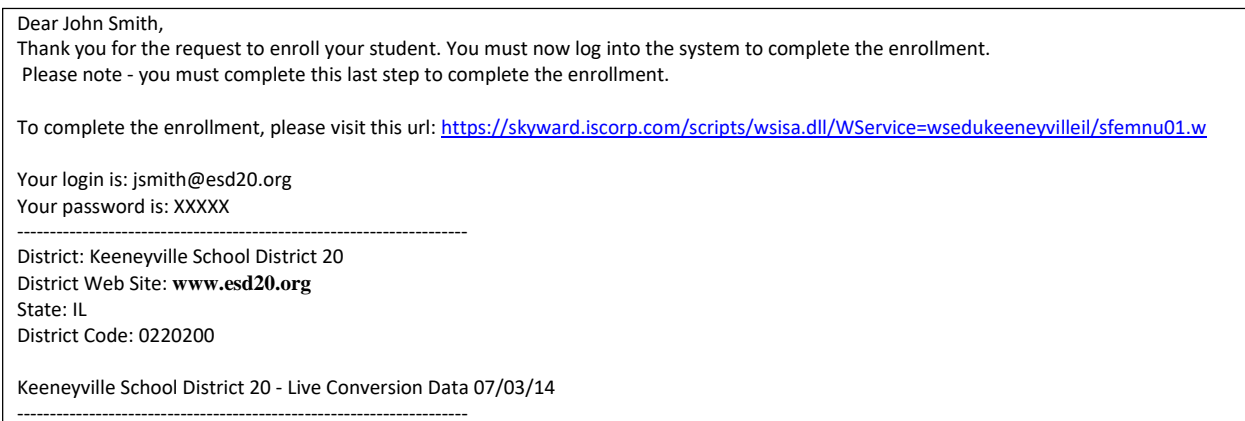 Dear John Smith,
Thank you for the request to enroll your student. You must now log into the system to complete the enrollment.
Please note - you must complete this last step to complete the enrollment.
To complete the enrollment, please visit this url: https://skyward.iscorp.com/scripts/wsisa.dll/WService=wsedukeeneyvilleil/sfemnu01.w
Your login is: jsmith@esd20.org
Your password is: XXXXX
---------------------------------------------------------------------
District: Keeneyville School District 20
District Web Site: www.esd20.org
State: IL
District Code: 0220200
Keeneyville School District 20 - Live Conversion Data 07/03/14
---------------------------------------------------------------------